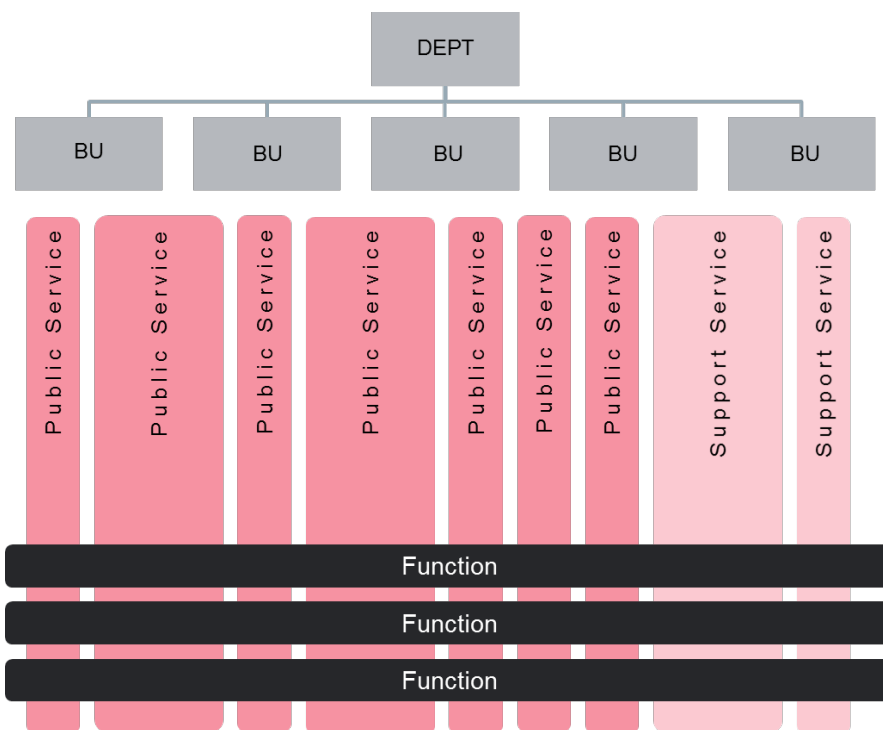 DEPT
BU
BU
BU
BU
BU
Public Service
Public Service
Public Service
Public Service
Public Service
Public Service
Public Service
Support Service
Support Service
Function
Function
Function